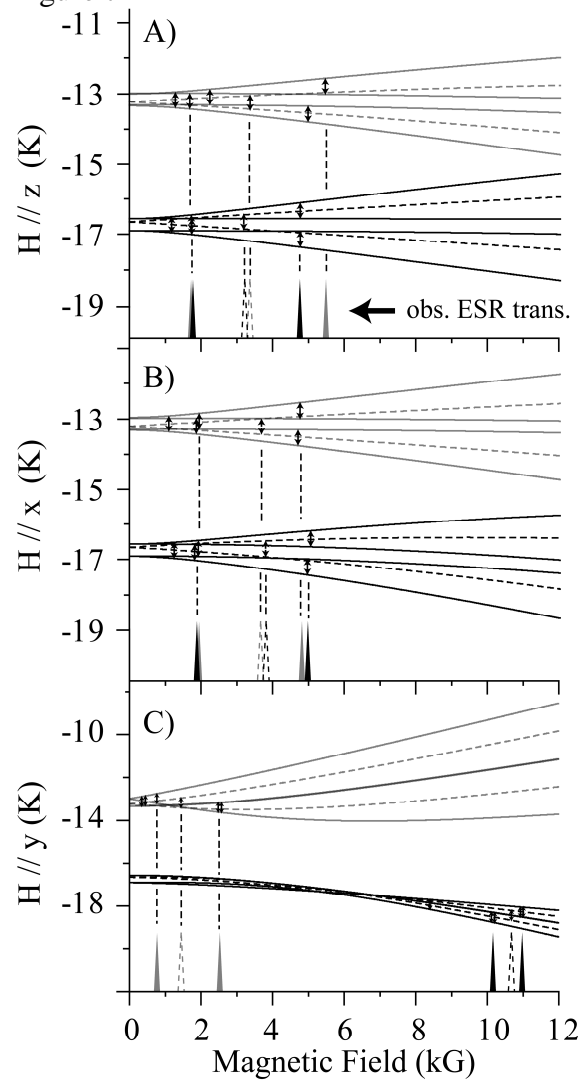 A)
-11
-13
-15
-17
-19
H // z (K)
obs. ESR trans.
B)
-13
-15
-17
-19
H // x (K)
C)
-10
-14
-18
H // y (K)
0 2 4 6 8 10 12
Magnetic Field (kG)